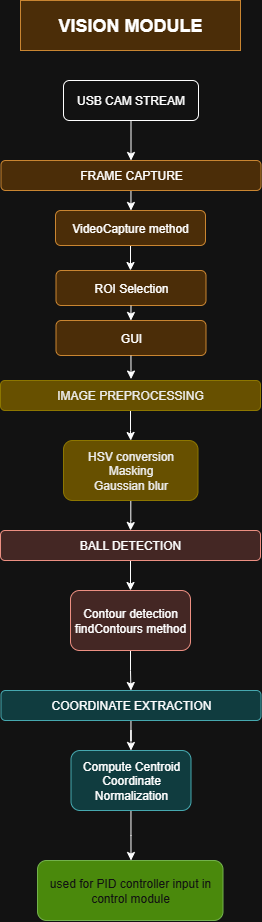 VISION MODULE
USB CAM STREAM
FRAME CAPTURE
VideoCapture method
ROI Selection
GUI
IMAGE PREPROCESSING
HSV conversion
Masking
Gaussian blur
BALL DETECTION
Contour detection
findContours method
COORDINATE EXTRACTION
Compute Centroid
Coordinate
Normalization
used for PID controller input in
control module